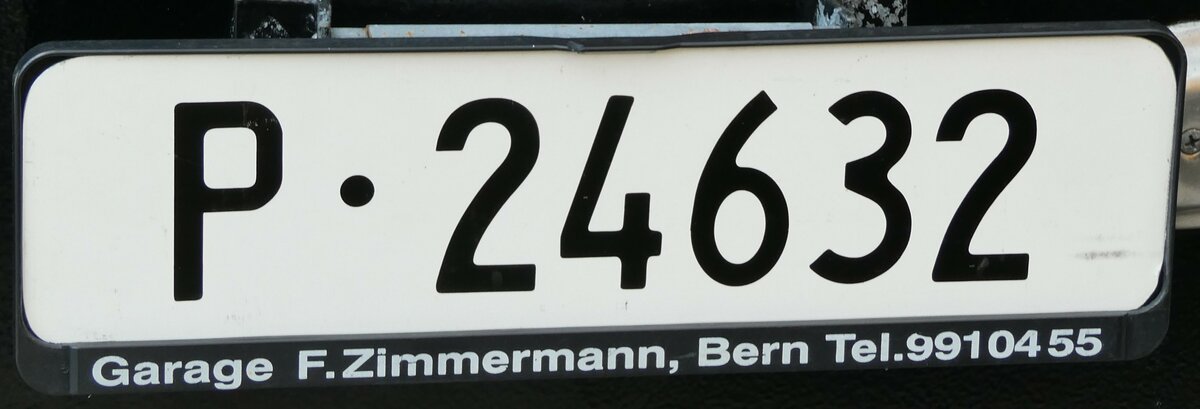 P·24632
Garage F.Zimmermann, Bern Tel.9910455